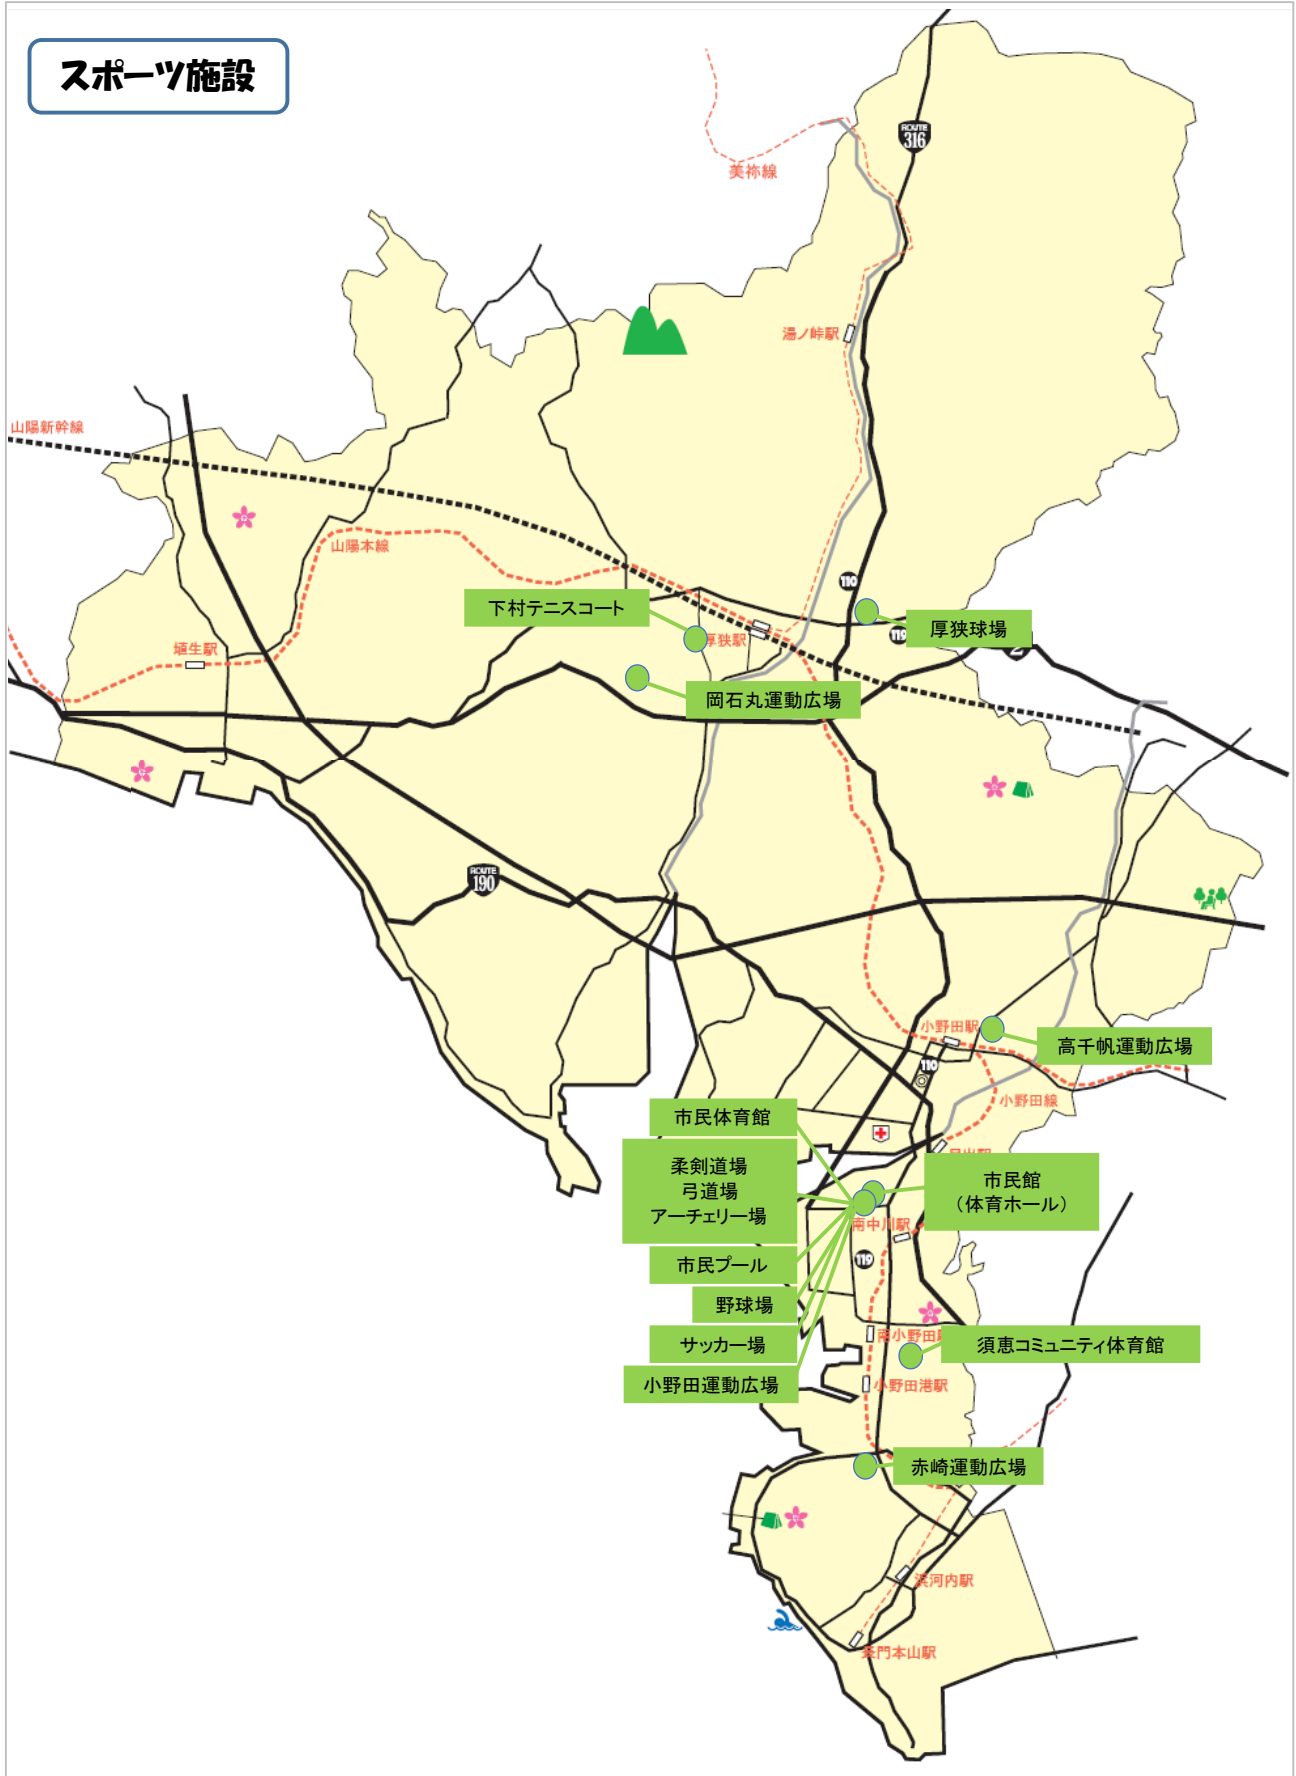 スポーツ施設
ROUTE
316
美祢線
湯ノ峠駅
山陽新幹線
山陽本線
110
下村テニスコート
厚狭球場
119
2
厚狭駅
埴生駅
岡石丸運動広場
ROUTE
190
小野田駅
高千帆運動広場
110
小野田線
市民体育館
柔剣道場
弓道場
アーチェリー場
市民館
（体育ホール）
南中川駅
市民プール
119
野球場
サッカー場
南小野田駅
須恵コミュニティ体育館
小野田運動広場
小野田港駅
赤崎運動広場
浜河内駅
長門本山駅